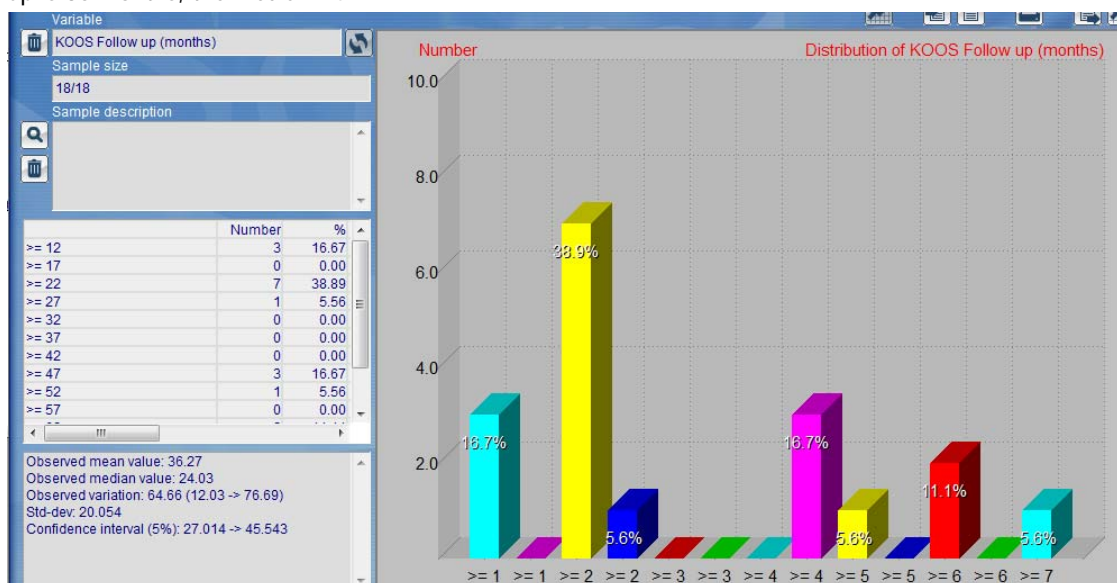 Variable
KOOS Follow up (months)
Sample size
18/18
Sample description
Number %
>= 12 3 16.67
>= 17 0 0.00
>= 22 7 38.89
>= 27 1 5.56
>= 32 0 0.00
>= 37 0 0.00
>= 42 0 0.00
>= 47 3 16.67
>= 52 1 5.56
>= 57 0 0.00
Observed mean value: 36.27
Observed median value: 24.03
Observed variation: 64.66 (12.03 -> 76.69)
Std-dev: 20.054
Confidence interval (5%): 27.014 -> 45.543
Number
Distribution of KOOS Follow up (months)
10.0
8.0
6.0
4.0
2.0
16.7%
38.9%
5.6%
16.7%
5.6%
11.1%
5.6%
>= 1 >= 1 >= 2 >= 2 >= 3 >= 3 >= 4 >= 4 >= 5 >= 5 >= 6 >= 6 >= 7